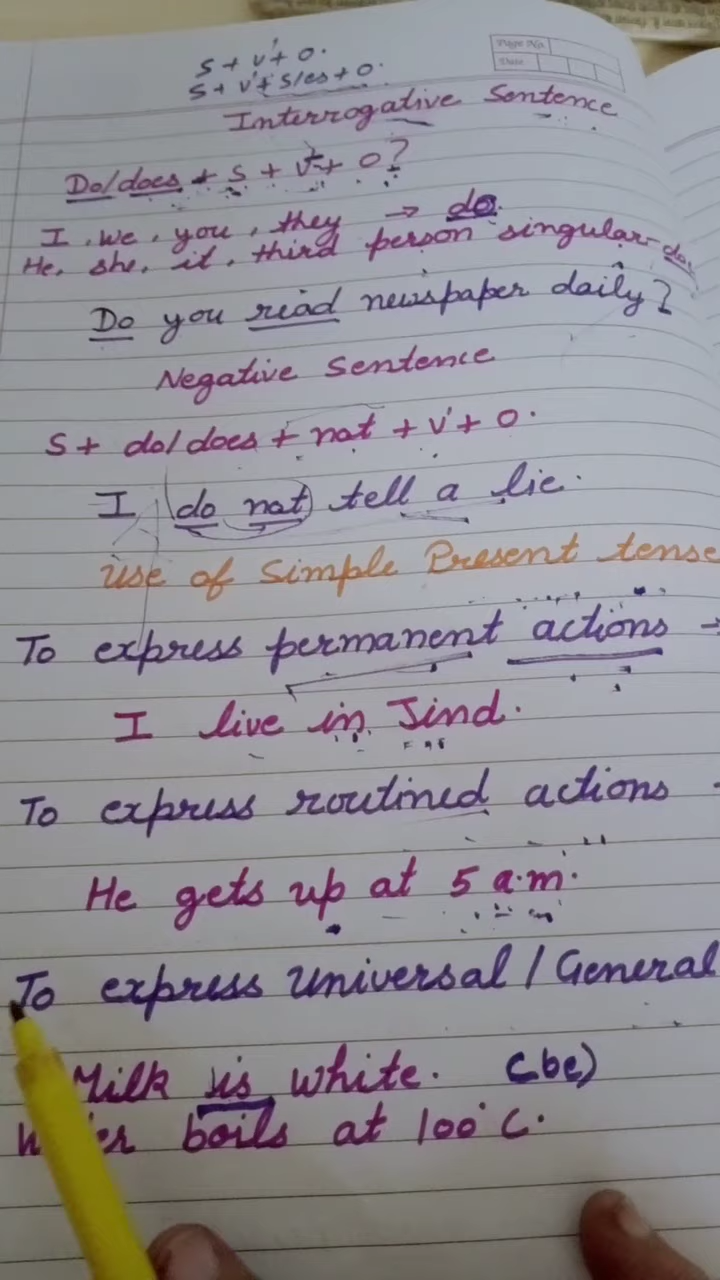 S + V¹ + O.
S + V¹ + s/es + O.
Page No.
Date
Interrogative Sentence
Do/does + S + V¹ + O?
I, we, you, they → do.
He, she, it, third person singular-
Do you read newspaper daily?
Negative Sentence
S + do/does + not + V¹ + O.
I do not tell a lie.
Use of Simple Present tense
To express permanent actions →
I live in Jind.
To express routined actions -
He gets up at 5 a.m.
To express Universal / General
Milk is white. (be)
boils at 100°C.